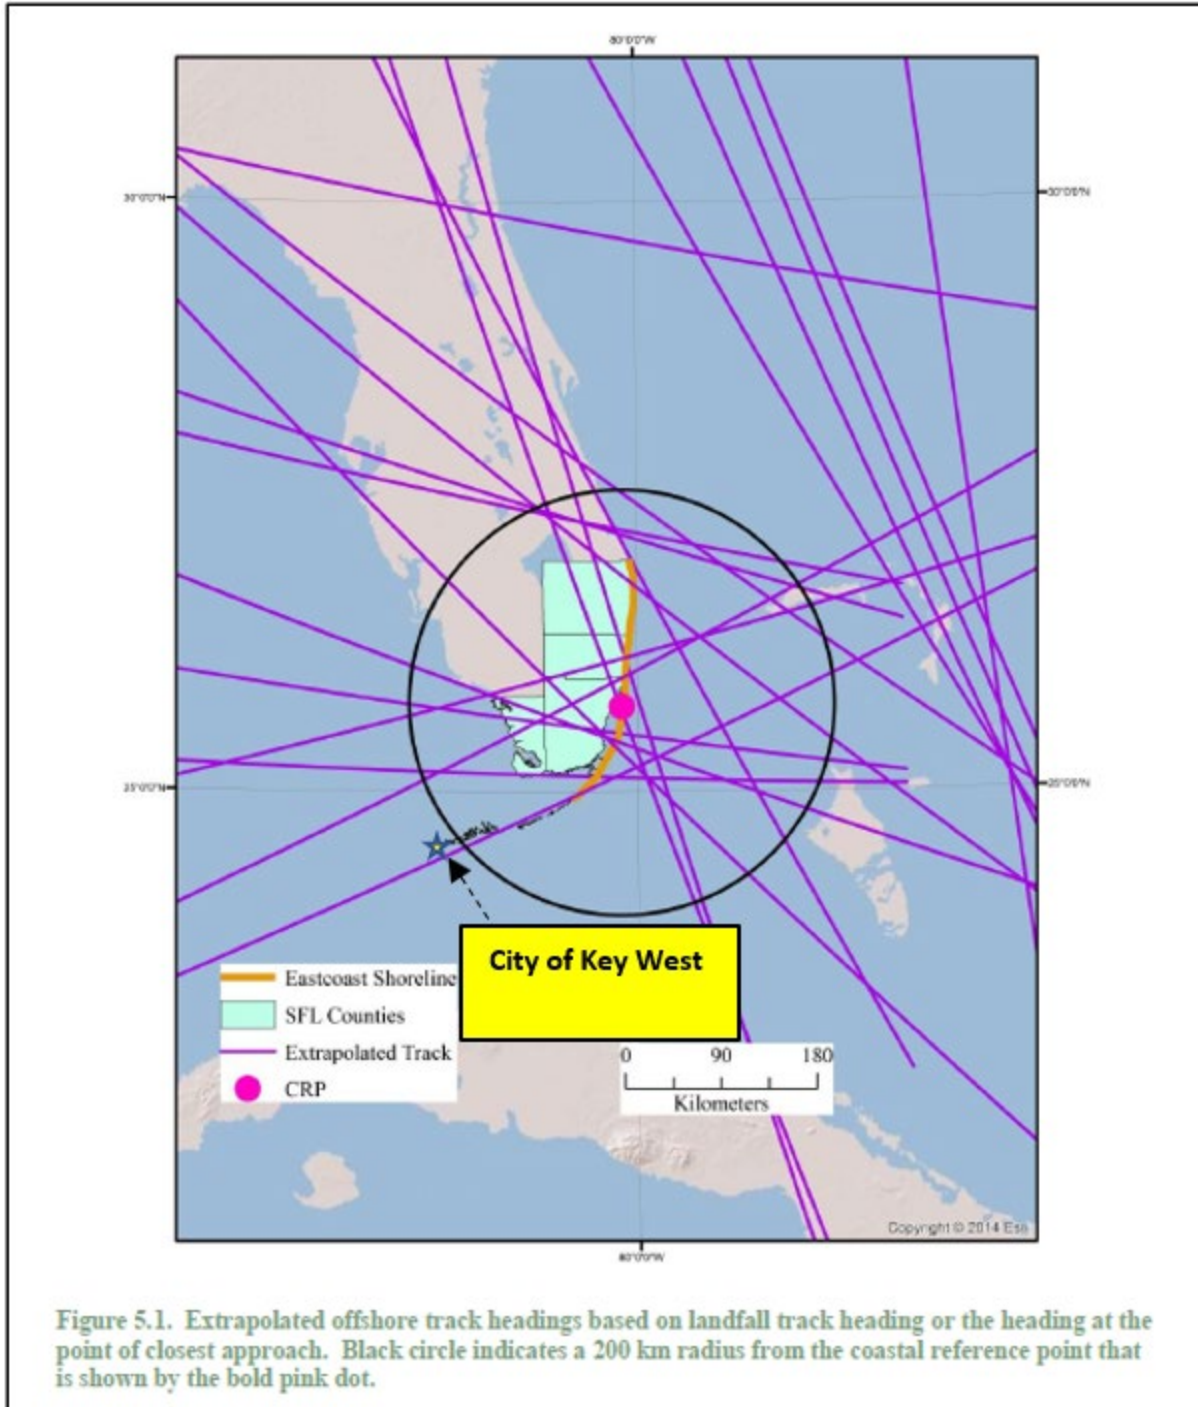 80°0'0"W
30°0'0"N
30°0'0"N
25°0'0"N
25°0'0"N
City of Key West
Eastcoast Shoreline
SFL Counties
Extrapolated Track
CRP
0 90 180
Kilometers
Copyright © 2014 Esri
80°0'0"W
Figure 5.1. Extrapolated offshore track headings based on landfall track heading or the heading at the
point of closest approach. Black circle indicates a 200 km radius from the coastal reference point that
is shown by the bold pink dot.